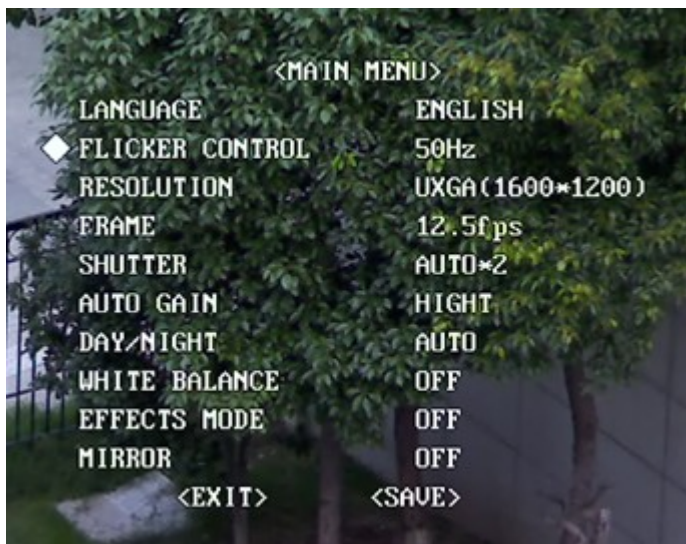 <MAIN MENU>
LANGUAGE ENGLISH
FLICKER CONTROL 50Hz
RESOLUTION UXGA(1600*1200)
FRAME 12.5fps
SHUTTER AUTO*2
AUTO GAIN HIGHT
DAY/NIGHT AUTO
WHITE BALANCE OFF
EFFECTS MODE OFF
MIRROR OFF
<EXIT> <SAVE>